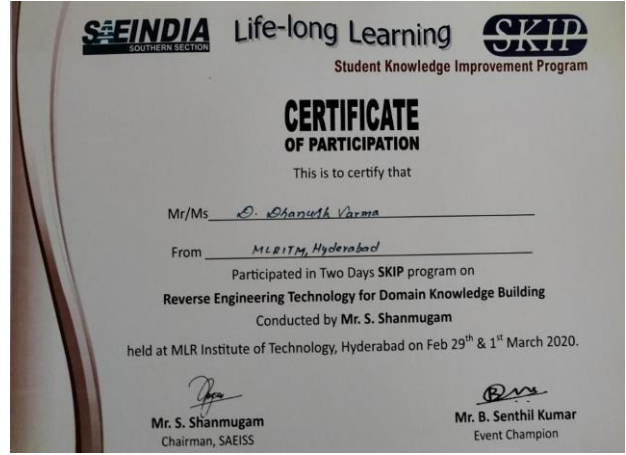 SAEINDIA Life-long Learning SKIP
SOUTHERN SECTION
Student Knowledge Improvement Program
CERTIFICATE
OF PARTICIPATION
This is to certify that
Mr/Ms D. Dhanush Varma
From MLRITM, Hyderabad
Participated in Two Days SKIP program on
Reverse Engineering Technology for Domain Knowledge Building
Conducted by Mr. S. Shanmugam
held at MLR Institute of Technology, Hyderabad on Feb 29th & 1st March 2020.
Mr. S. Shanmugam
Chairman, SAEISS
Mr. B. Senthil Kumar
Event Champion